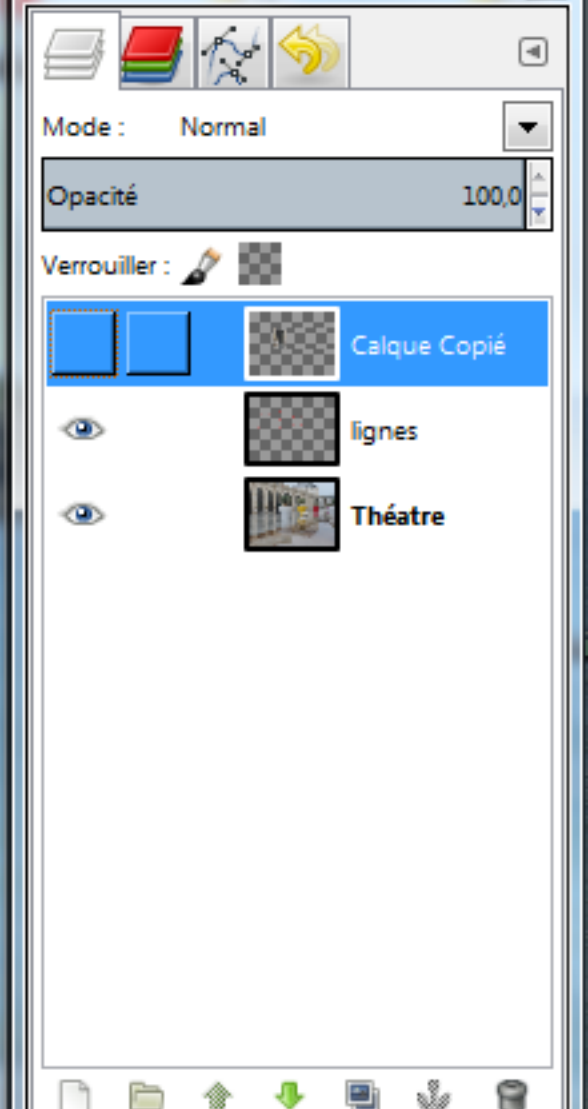 Mode : Normal
Opacité 100,0
Verrouiller :
Calque Copié
lignes
Théatre